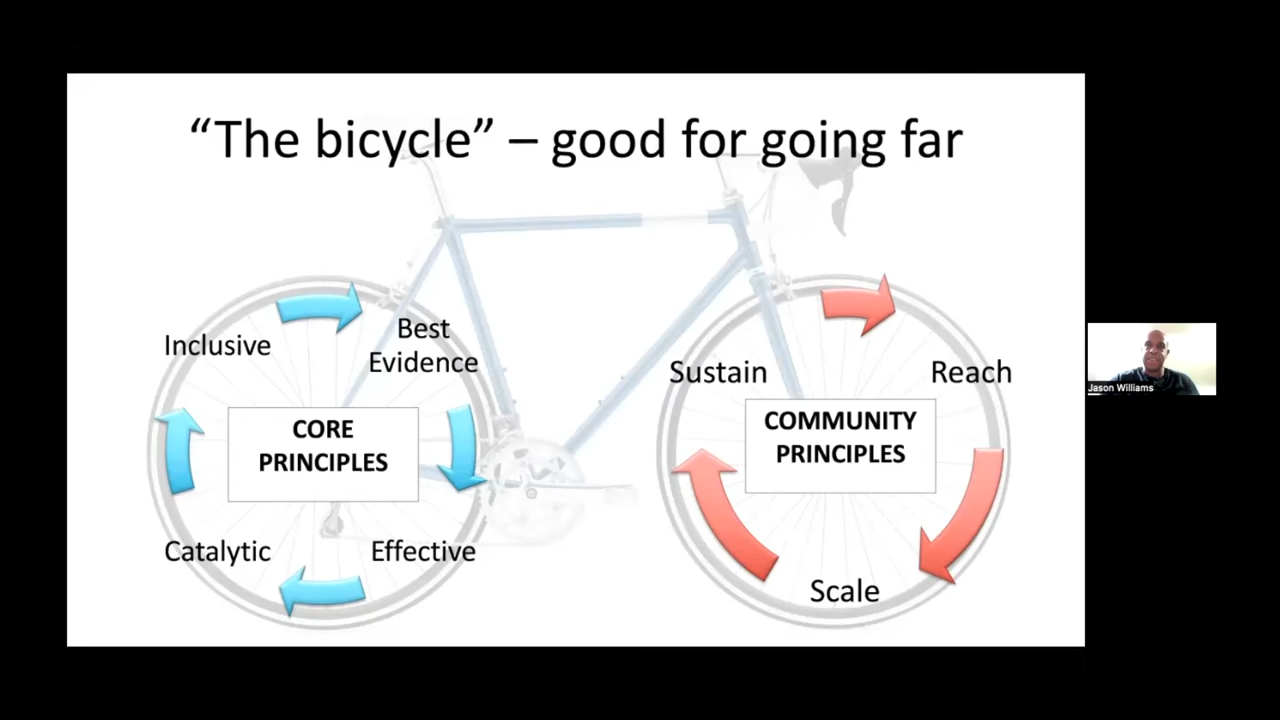 “The bicycle” – good for going far
Inclusive
Best
Evidence
CORE
PRINCIPLES
Catalytic
Effective
Sustain
Reach
COMMUNITY
PRINCIPLES
Scale
Jason Williams